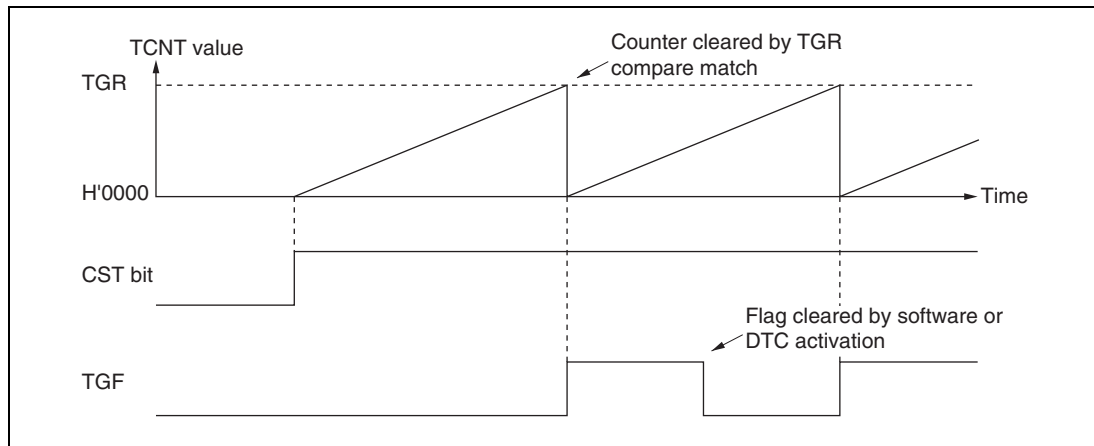 TCNT value
Counter cleared by TGR
compare match
TGR
H'0000
Time
CST bit
Flag cleared by software or
DTC activation
TGF